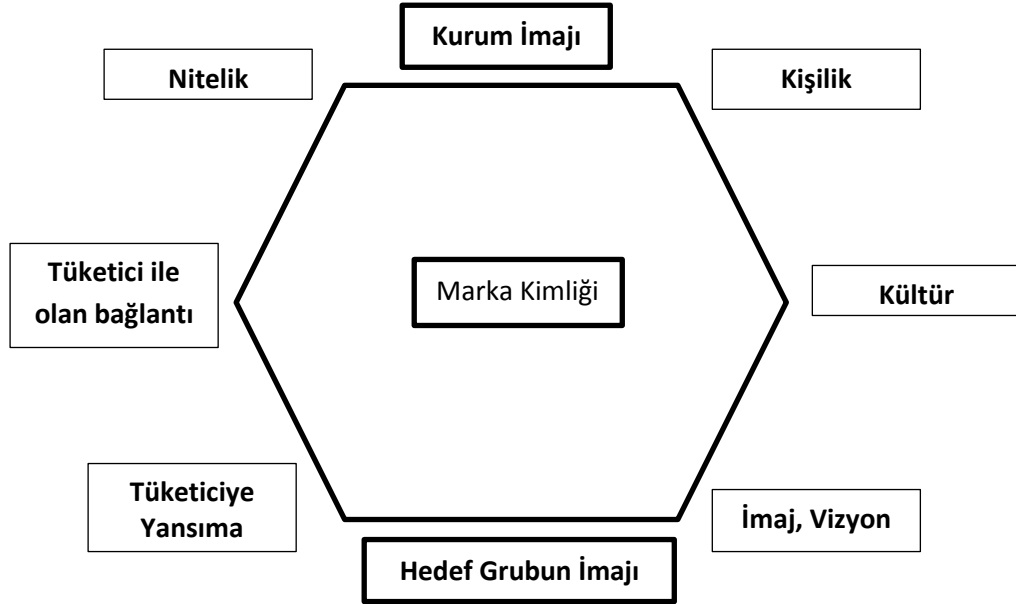 Kurum İmajı
Nitelik
Kişilik
Tüketici ile
olan bağlantı
Marka Kimliği
Kültür
Tüketiciye
Yansıma
İmaj, Vizyon
Hedef Grubun İmajı